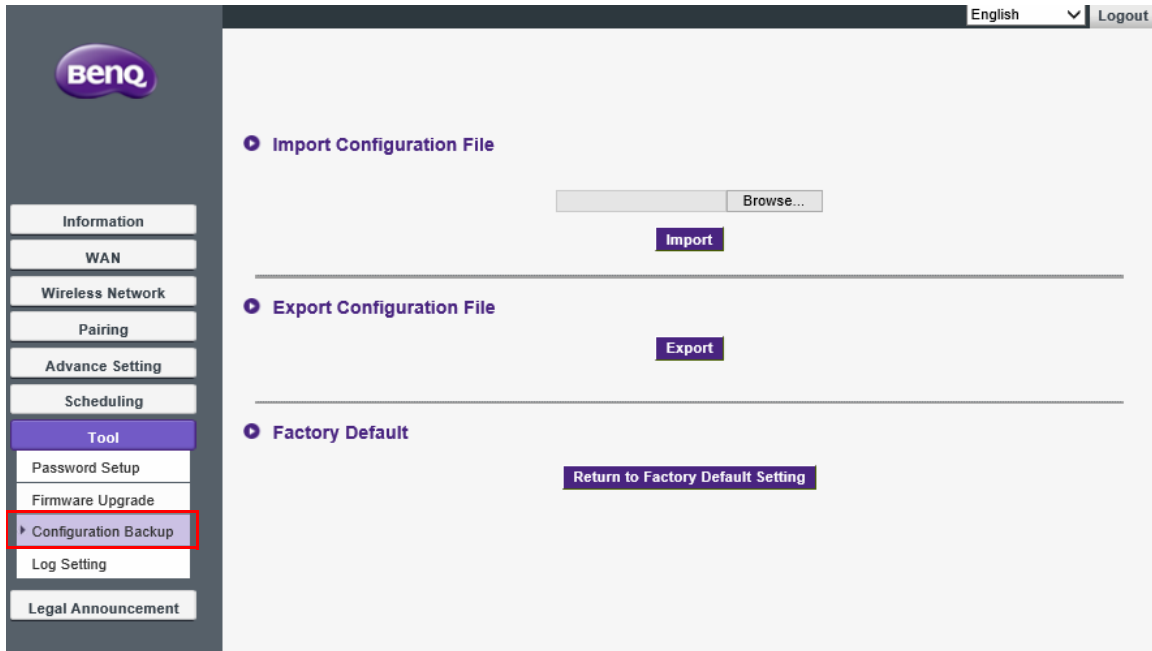 English
Logout
BenQ
Import Configuration File
Browse...
Import
Information
WAN
Wireless Network
Pairing
Advance Setting
Scheduling
Tool
Password Setup
Firmware Upgrade
Configuration Backup
Log Setting
Legal Announcement
Export Configuration File
Export
Factory Default
Return to Factory Default Setting